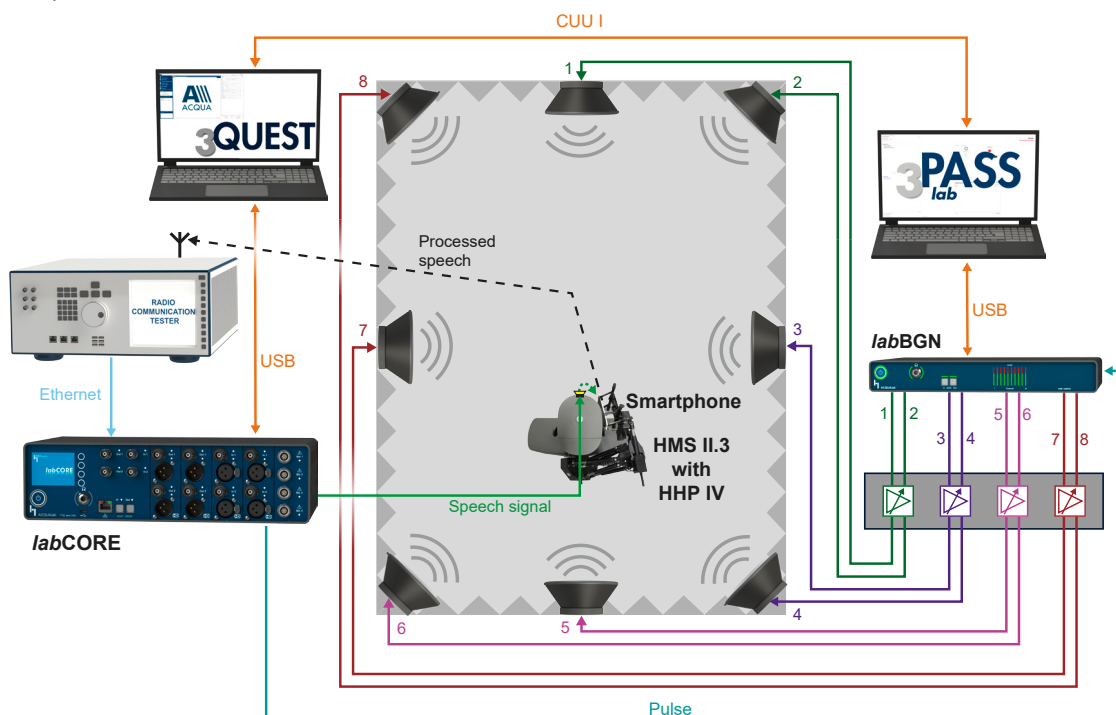 CUU I
1
2
8
ACQUA
3QUEST
3PASS
lab
Processed
speech
RADIO
COMMUNICATION
TESTER
7
3
USB
USB
labBGN
Ethernet
Smartphone
1 2 3 4 5 6 7 8
HMS II.3
with
HHP IV
labCORE
Speech signal
labCORE
6
5
4
Pulse